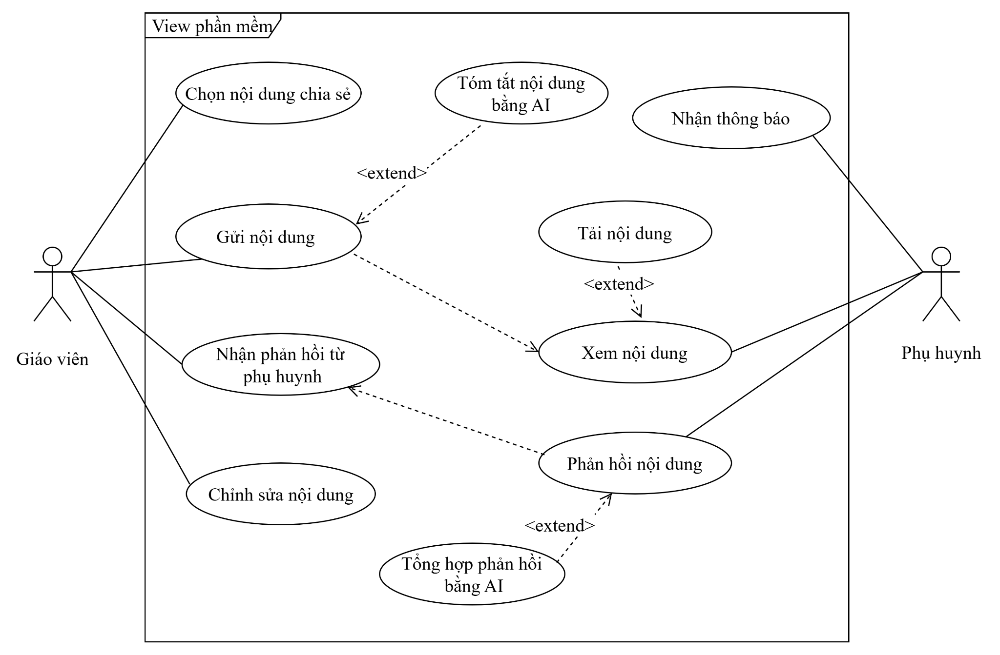 View phần mềm
Chọn nội dung chia sẻ
Tóm tắt nội dung
bằng AI
Nhận thông báo
<extend>
Gửi nội dung
Tải nội dung
<extend>
Giáo viên
Nhận phản hồi từ
phụ huynh
Xem nội dung
Phụ huynh
Phản hồi nội dung
Chỉnh sửa nội dung
<extend>
Tổng hợp phản hồi
bằng AI